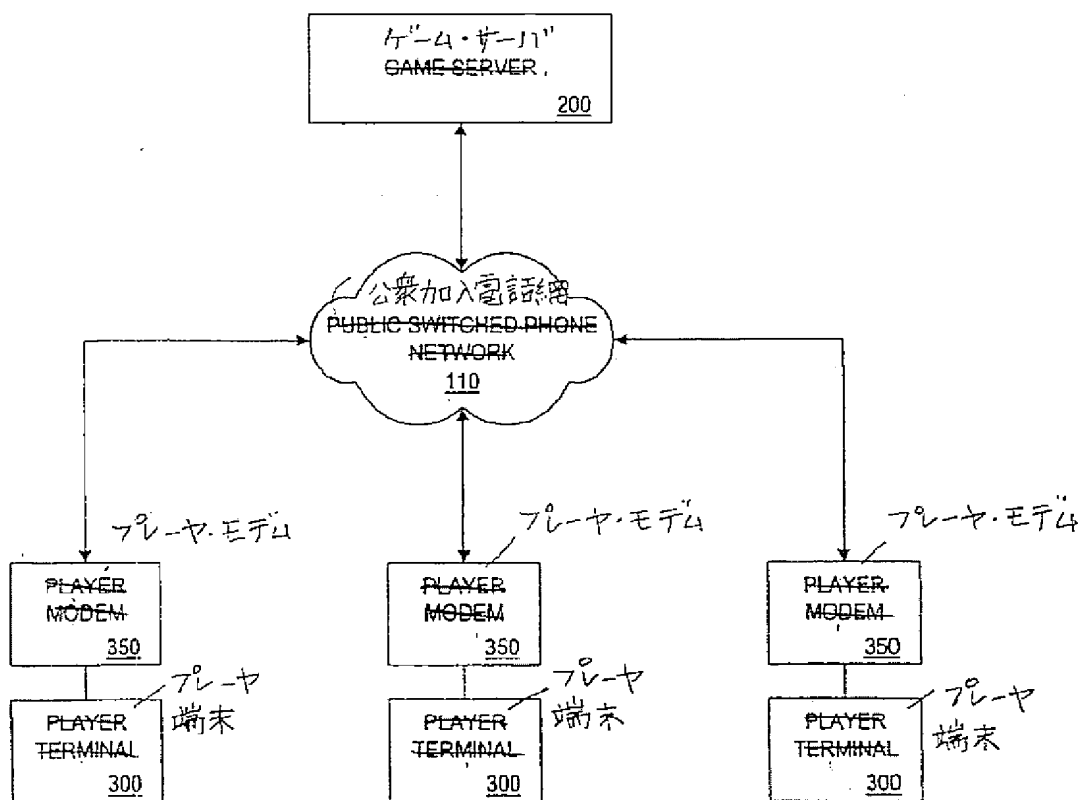 ゲーム・サーバ
GAME SERVER
200
公衆加入電話網
PUBLIC SWITCHED PHONE
NETWORK
110
プレーヤ・モデム
プレーヤ・モデム
プレーヤ・モデム
PLAYER
MODEM
350
PLAYER
MODEM
350
PLAYER
MODEM
350
プレーヤ
端末
PLAYER
TERMINAL
300
プレーヤ
端末
PLAYER
TERMINAL
300
プレーヤ
端末
PLAYER
TERMINAL
300